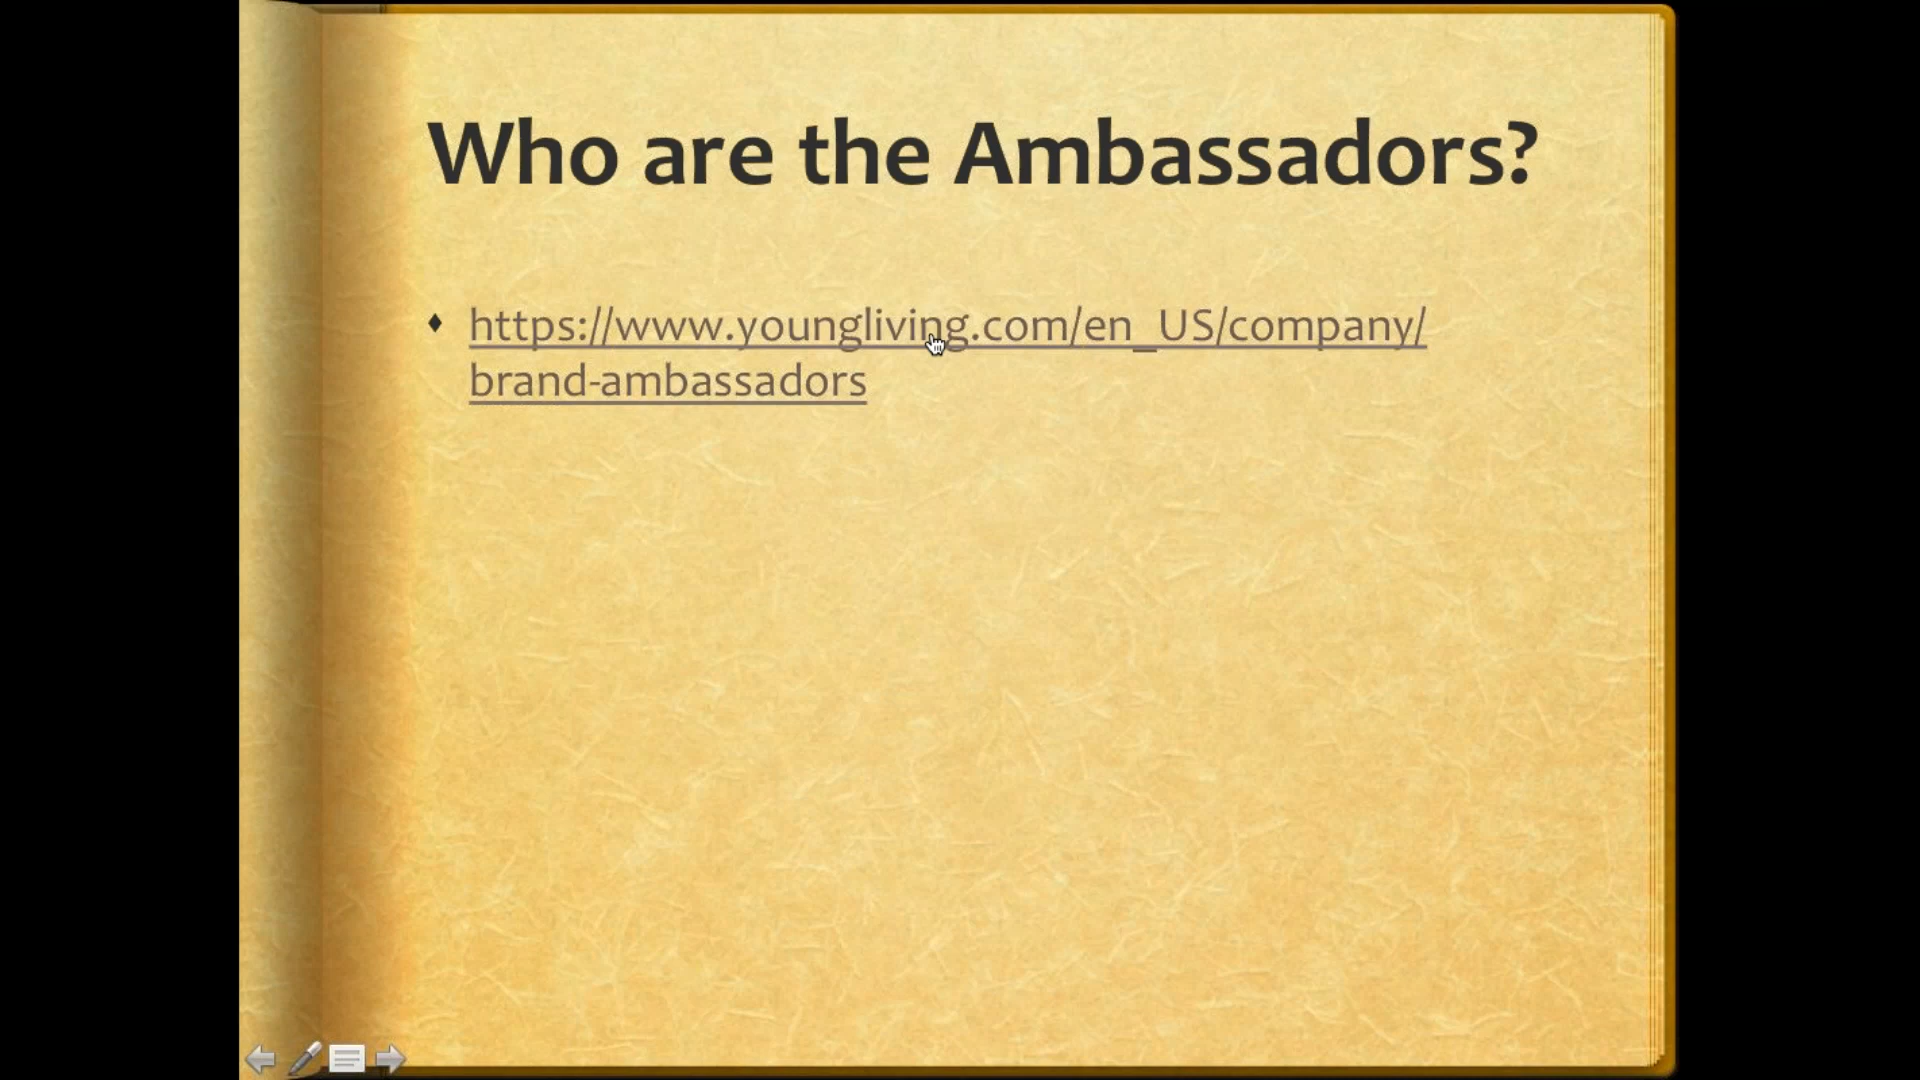 Who are the Ambassadors?
https://www.youngliving.com/en_US/company/
brand-ambassadors